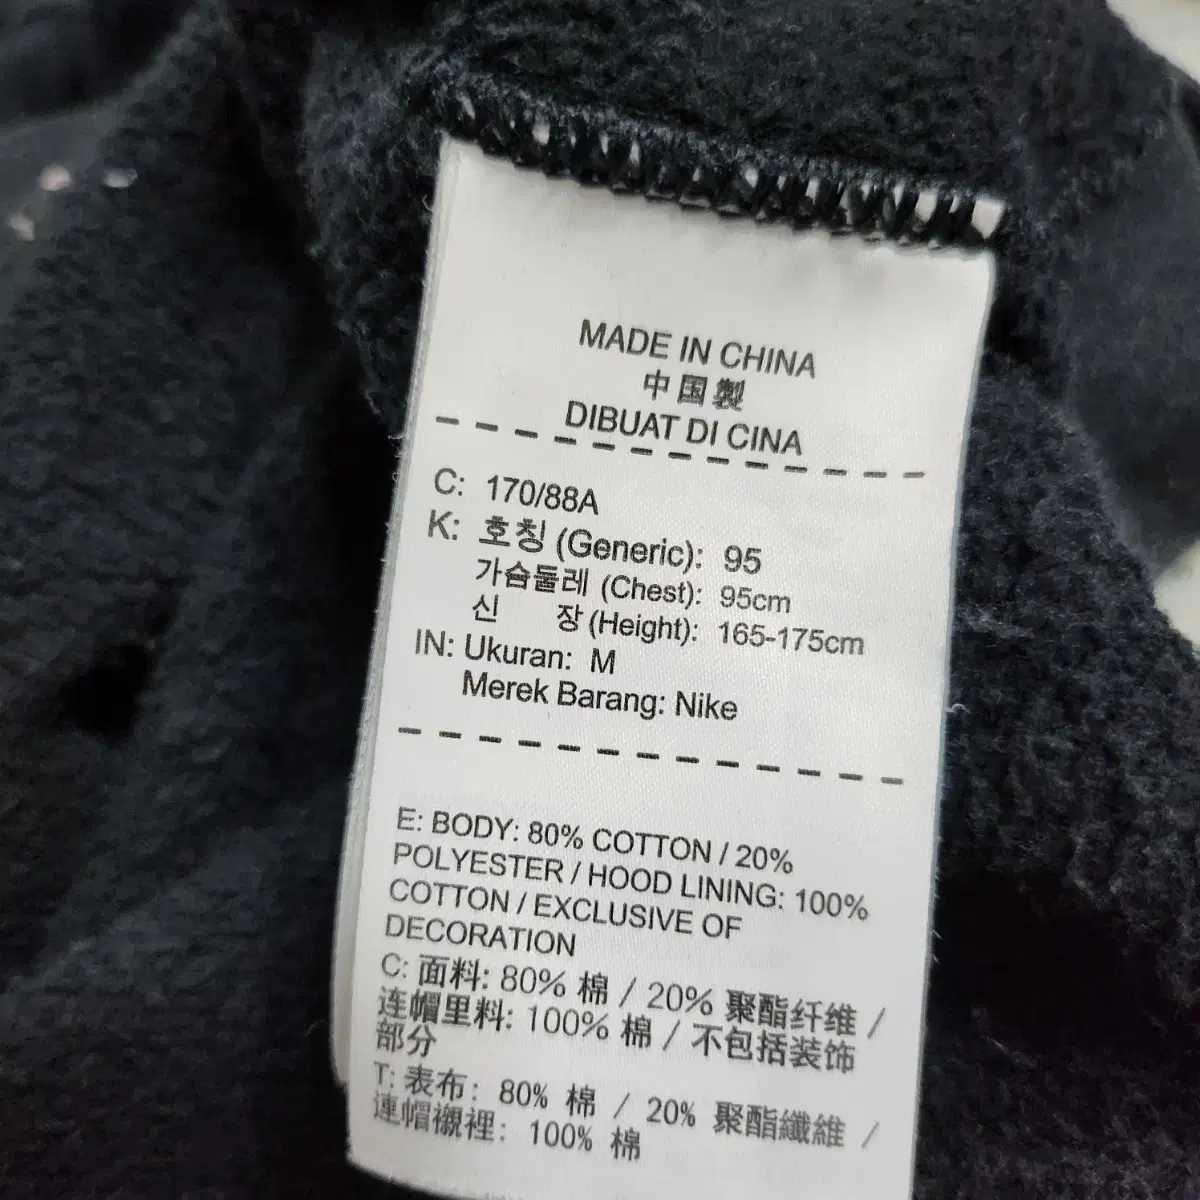 MADE IN CHINA
中国製
DIBUAT DI CINA
C: 170/88A
K: 호칭 (Generic): 95
가슴둘레 (Chest): 95cm
신 장 (Height): 165-175cm
IN: Ukuran: M
Merek Barang: Nike
E: BODY: 80% COTTON / 20%
POLYESTER / HOOD LINING: 100%
COTTON / EXCLUSIVE OF
DECORATION
C: 面料: 80% 棉 / 20% 聚酯纤维 /
连帽里料: 100% 棉 / 不包括装饰
部分
T: 表布: 80% 棉 / 20% 聚酯纖維 /
連帽襯裡: 100% 棉